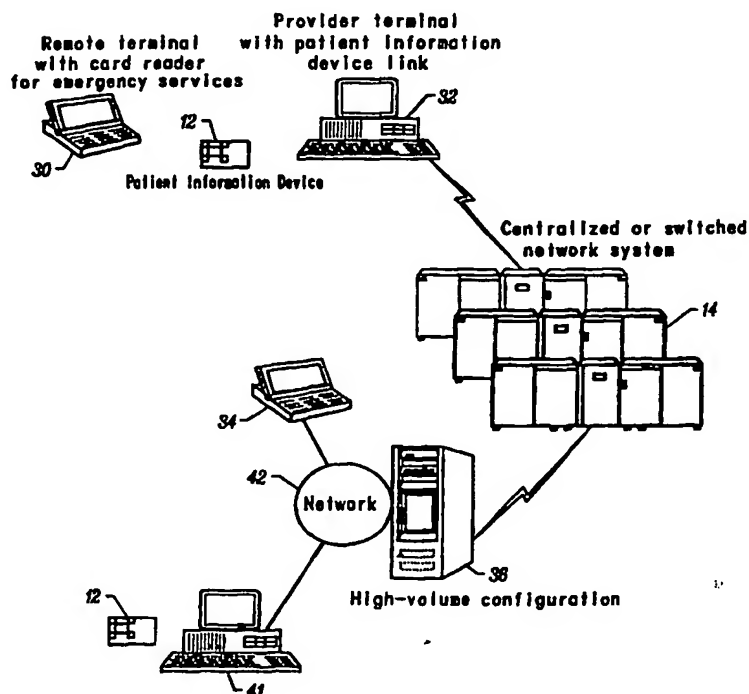 Provider terminal
with patient information
device link
Remote terminal
with card reader
for emergency services
32
12
30
Patient Information Device
Centralized or switched
network system
14
34
42
Network
36
High-volume configuration
12
41